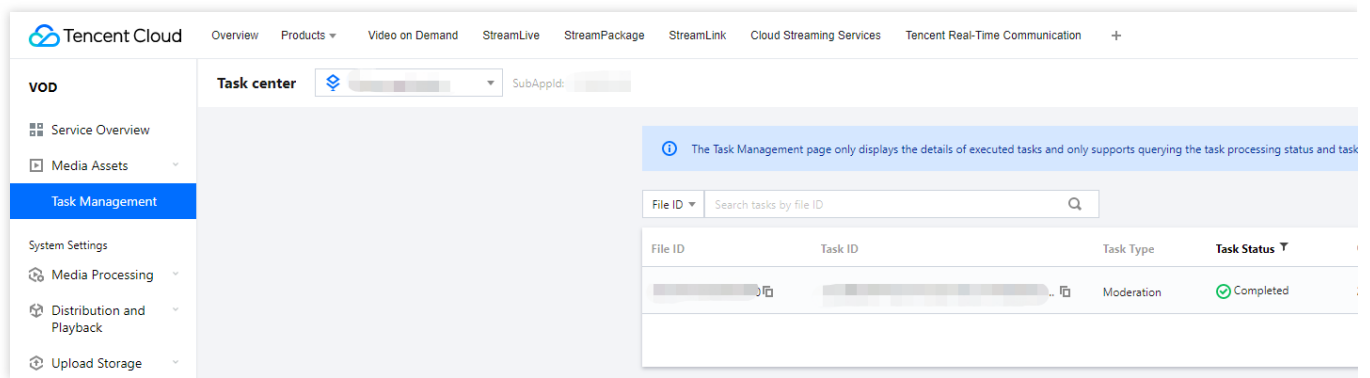 Tencent Cloud Overview Products Video on Demand StreamLive StreamPackage StreamLink Cloud Streaming Services Tencent Real-Time Communication +
VOD
Task center SubAppId:
Service Overview
Media Assets
Task Management
System Settings
Media Processing
Distribution and
Playback
Upload Storage
The Task Management page only displays the details of executed tasks and only supports querying the task processing status and task
File ID Search tasks by file ID
File ID Task ID Task Type Task Status
Moderation Completed